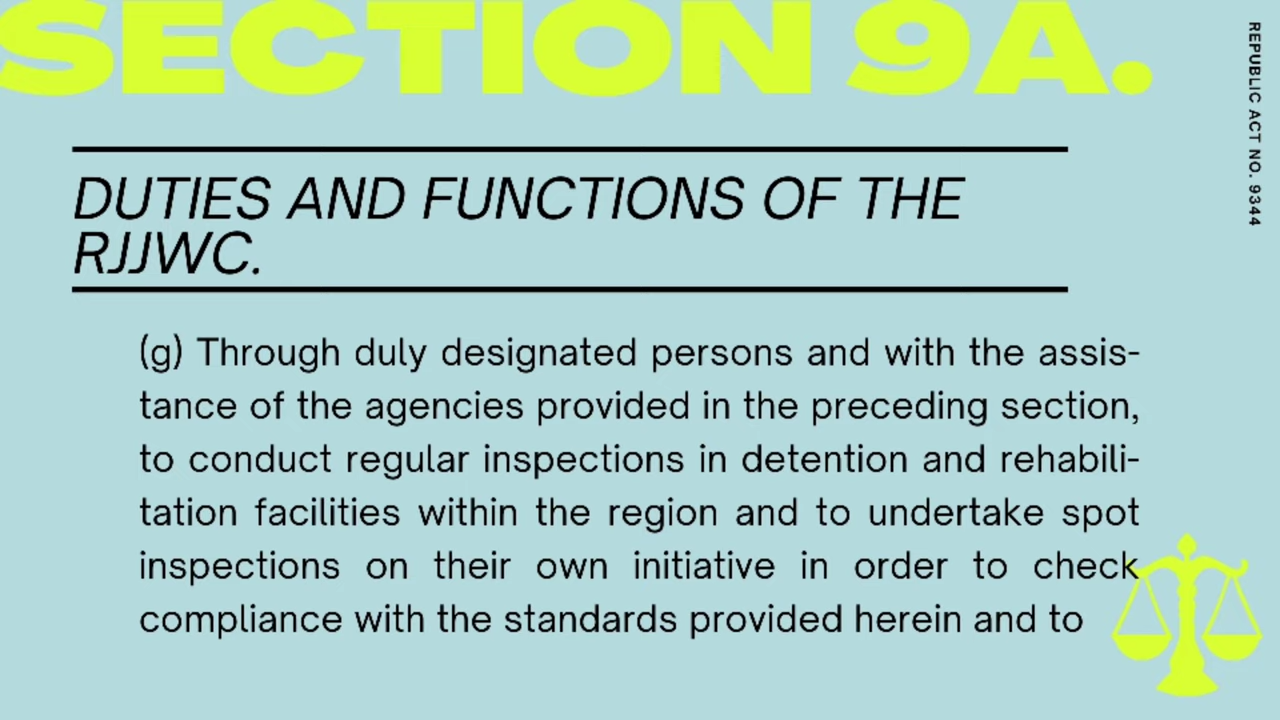 SECTION 9A.
REPUBLIC ACT NO. 9344
DUTIES AND FUNCTIONS OF THE
RJJWC.
(g) Through duly designated persons and with the assis-
tance of the agencies provided in the preceding section,
to conduct regular inspections in detention and rehabili-
tation facilities within the region and to undertake spot
inspections on their own initiative in order to check
compliance with the standards provided herein and to